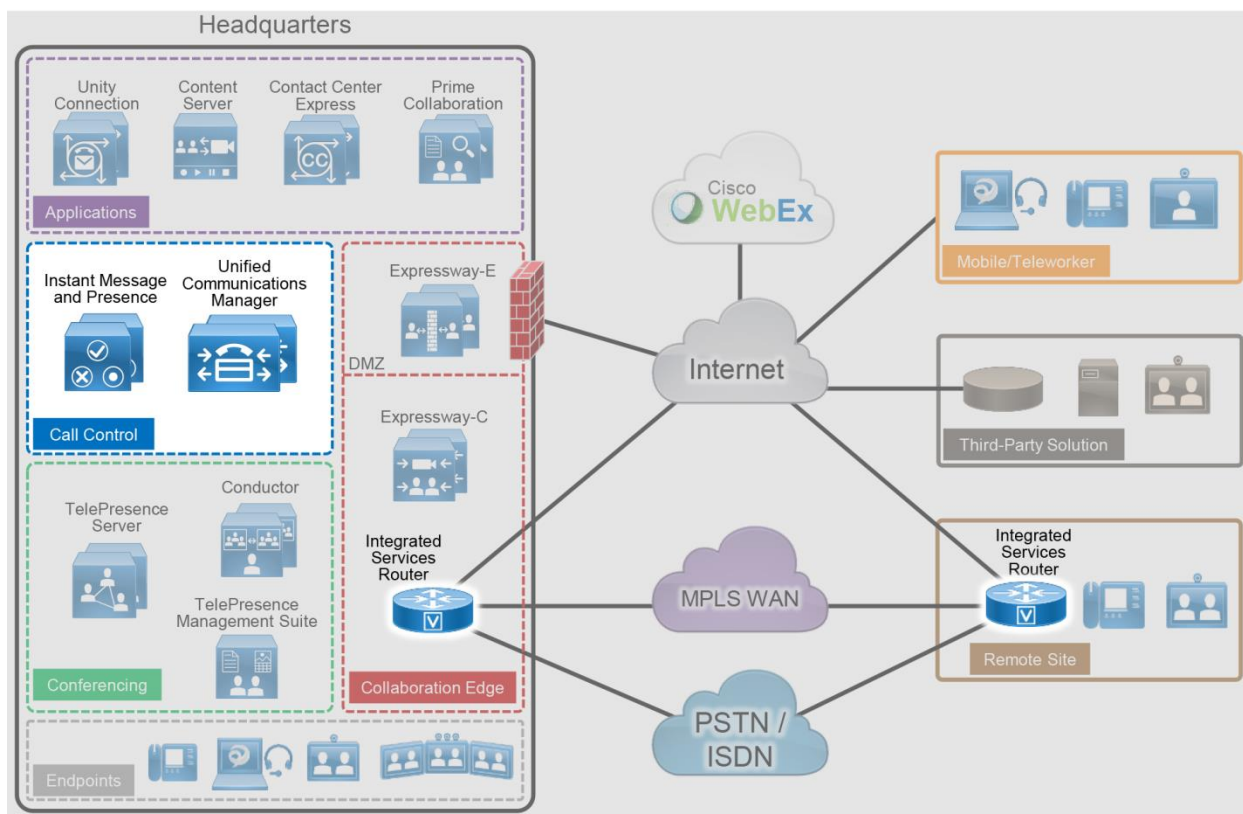 Headquarters
Unity
Connection
Content
Server
Contact Center
Express
Prime
Collaboration
CC
Applications
Instant Message
and Presence
Unified
Communications
Manager
Call Control
Expressway-E
DMZ
Expressway-C
Integrated
Services
Router
V
Collaboration Edge
TelePresence
Server
Conductor
TelePresence
Management Suite
Conferencing
Endpoints
Cisco
WebEx
Internet
MPLS WAN
PSTN /
ISDN
Mobile/Teleworker
Third-Party Solution
Integrated
Services
Router
V
Remote Site